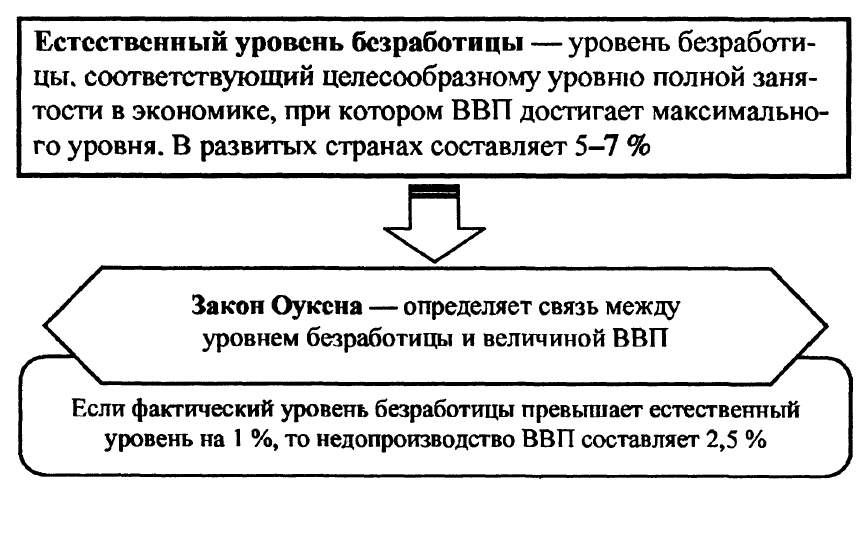 Естественный уровень безработицы — уровень безработи-
цы, соответствующий целесообразному уровню полной заня-
тости в экономике, при котором ВВП достигает максимально-
го уровня. В развитых странах составляет 5–7 %
Закон Оукена — определяет связь между
уровнем безработицы и величиной ВВП
Если фактический уровень безработицы превышает естественный
уровень на 1 %, то недопроизводство ВВП составляет 2,5 %